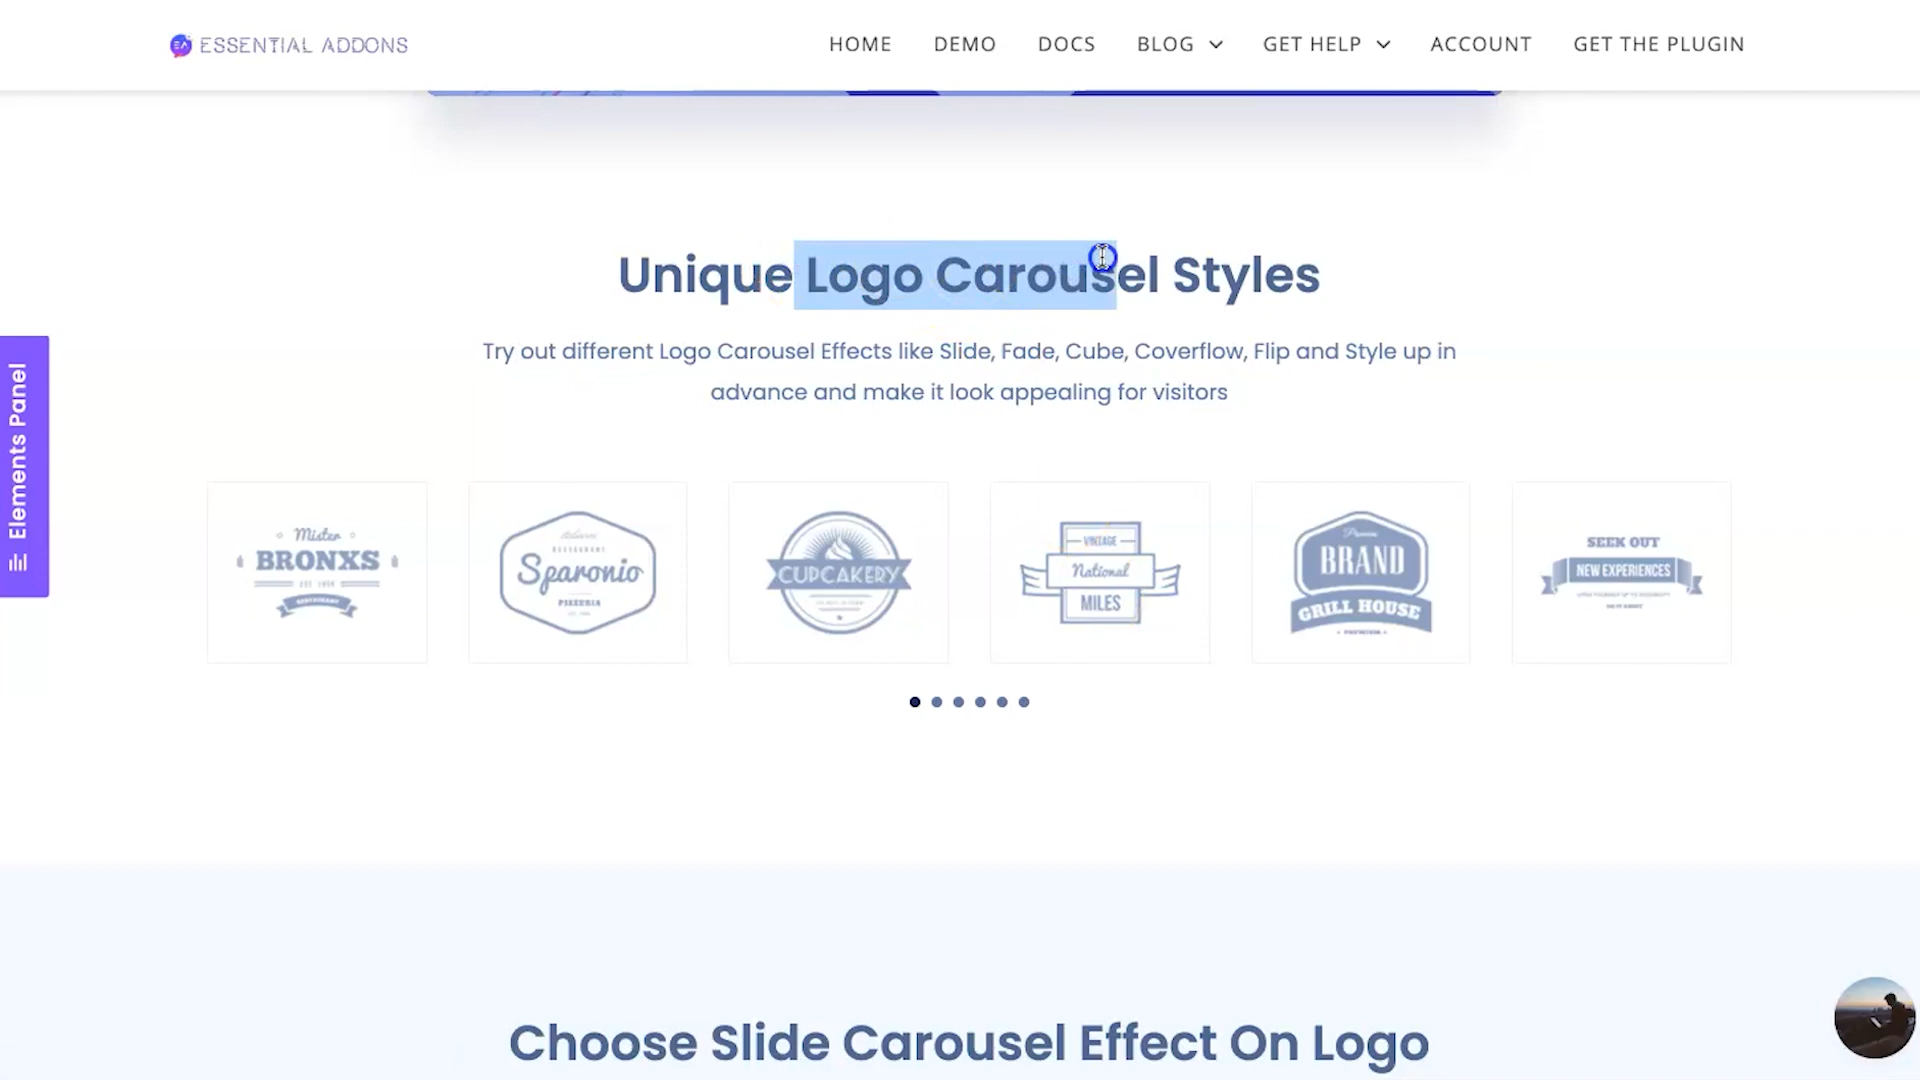 ESSENTIAL ADDONS
HOME DEMO DOCS BLOG GET HELP ACCOUNT GET THE PLUGIN
Unique Logo Carousel Styles
Try out different Logo Carousel Effects like Slide, Fade, Cube, Coverflow, Flip and Style up in
advance and make it look appealing for visitors
Elements Panel
Mister
BRONXS
RESTAURANT
Sparonio
PIZZERIA
CUPCAKERY
VINTAGE
National
MILES
Premium
BRAND
GRILL HOUSE
SEEK OUT
NEW EXPERIENCES
Choose Slide Carousel Effect On Logo